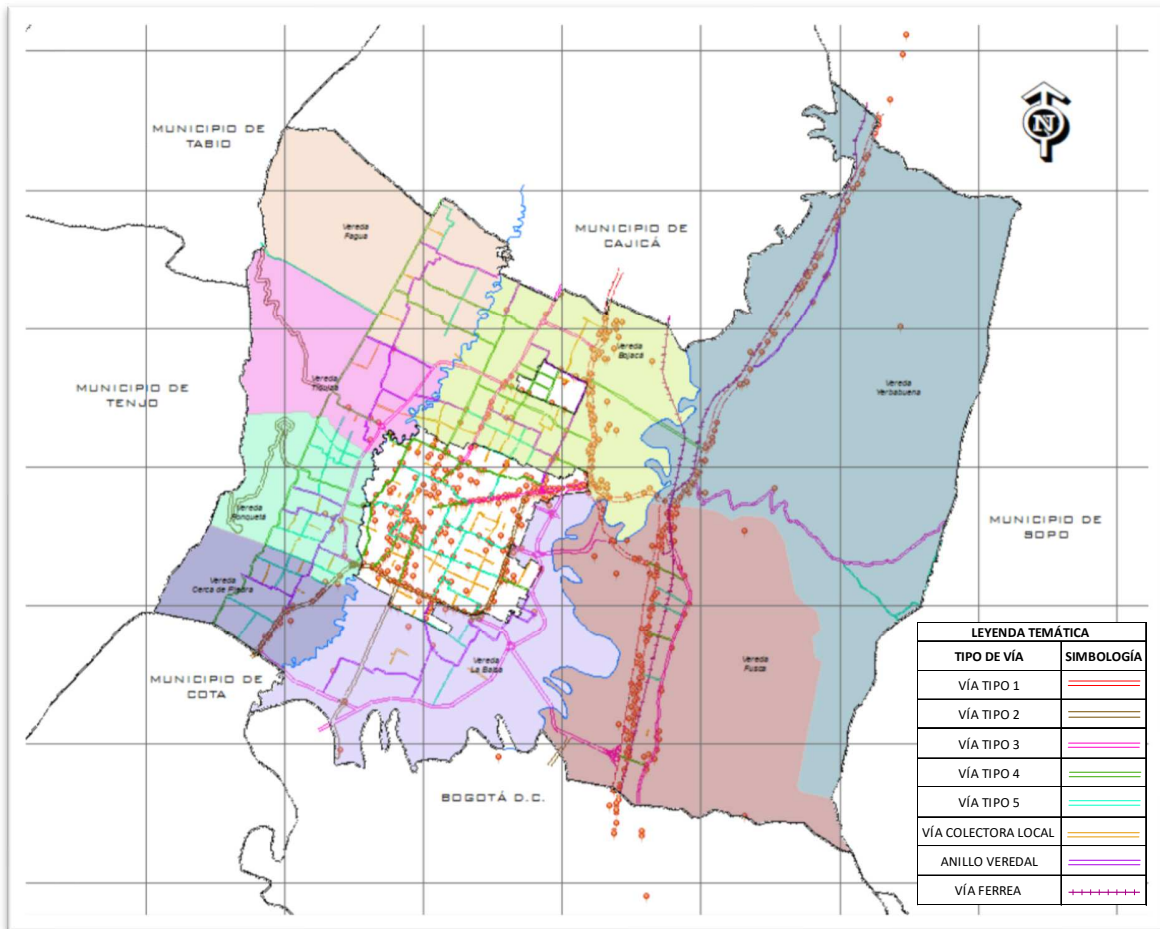 MUNICIPIO DE
TABIO
N
MUNICIPIO DE
CAJICÁ
Vereda
Fagua
Vereda
Bojacá
MUNICIPIO DE
TENJO
Vereda
Tíquiza
Vereda
Yerbabuena
Vereda
Fonquetá
MUNICIPIO DE
SOPO
Vereda
Cerca de Piedra
MUNICIPIO DE
COTA
Vereda
La Balsa
Vereda
Fusca
BOGOTÁ D.C.
LEYENDA TEMÁTICA
TIPO DE VÍA SIMBOLOGÍA
VÍA TIPO 1
VÍA TIPO 2
VÍA TIPO 3
VÍA TIPO 4
VÍA TIPO 5
VÍA COLECTORA LOCAL
ANILLO VEREDAL
VÍA FERREA